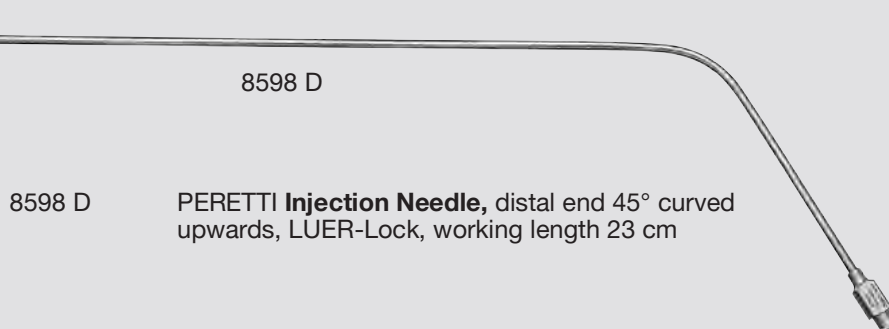 8598 D
8598 D PERETTI Injection Needle, distal end 45° curved
upwards, LUER-Lock, working length 23 cm